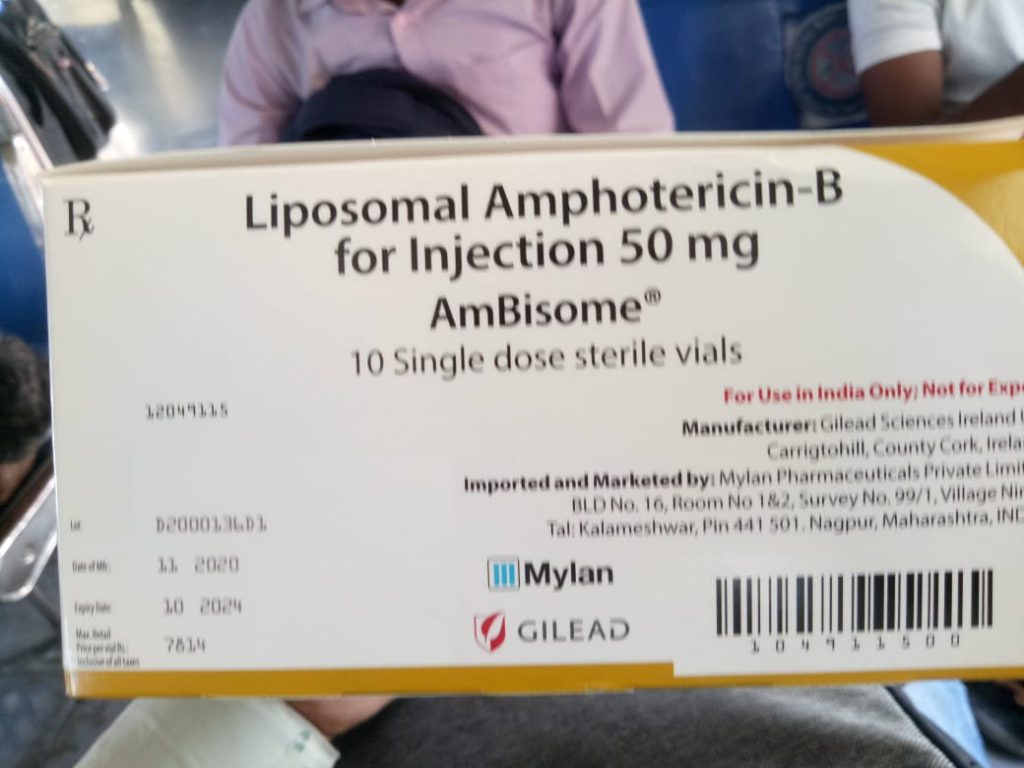 Rx
Liposomal Amphotericin-B
for Injection 50 mg
AmBisome®
10 Single dose sterile vials
12049115
For Use in India Only; Not for Exp
Manufacturer: Gilead Sciences Ireland
Carrigtohill, County Cork, Irela
Imported and Marketed by: Mylan Pharmaceuticals Private Limi
BLD No. 16, Room No 1&2, Survey No. 99/1, Village
Tal: Kalameshwar, Pin 441 501. Nagpur, Maharashtra, IND
Lot:
Date of Mfr.:
11 2020
Expiry Date:
10 2024
Max. Retail
Price per vial Rs.:
Inclusive of all taxes
7814
Mylan
GILEAD
104911500